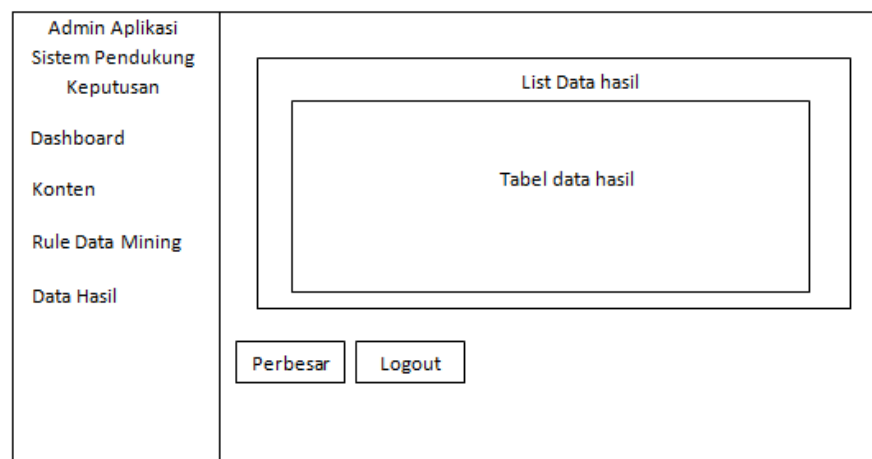 Admin Aplikasi
Sistem Pendukung
Keputusan
Dashboard
Konten
Rule Data Mining
Data Hasil
List Data hasil
Tabel data hasil
Perbesar
Logout